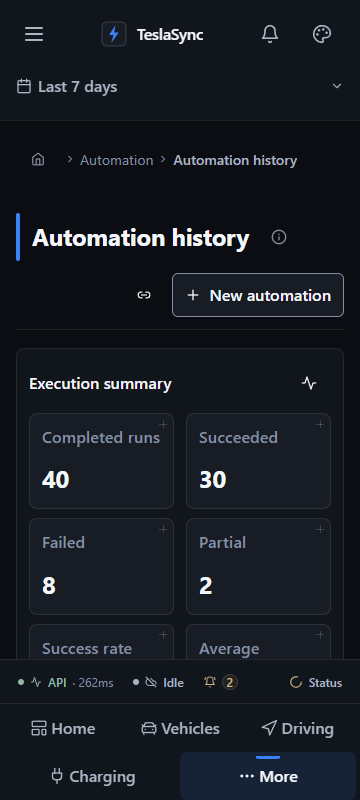 TeslaSync
Last 7 days
Automation
Automation history
Automation history
New automation
Execution summary
Completed runs
Succeeded
40
30
Failed
Partial
8
2
Success rate
Average
API · 262ms
Idle
2
Status
Home
Vehicles
Driving
Charging
More